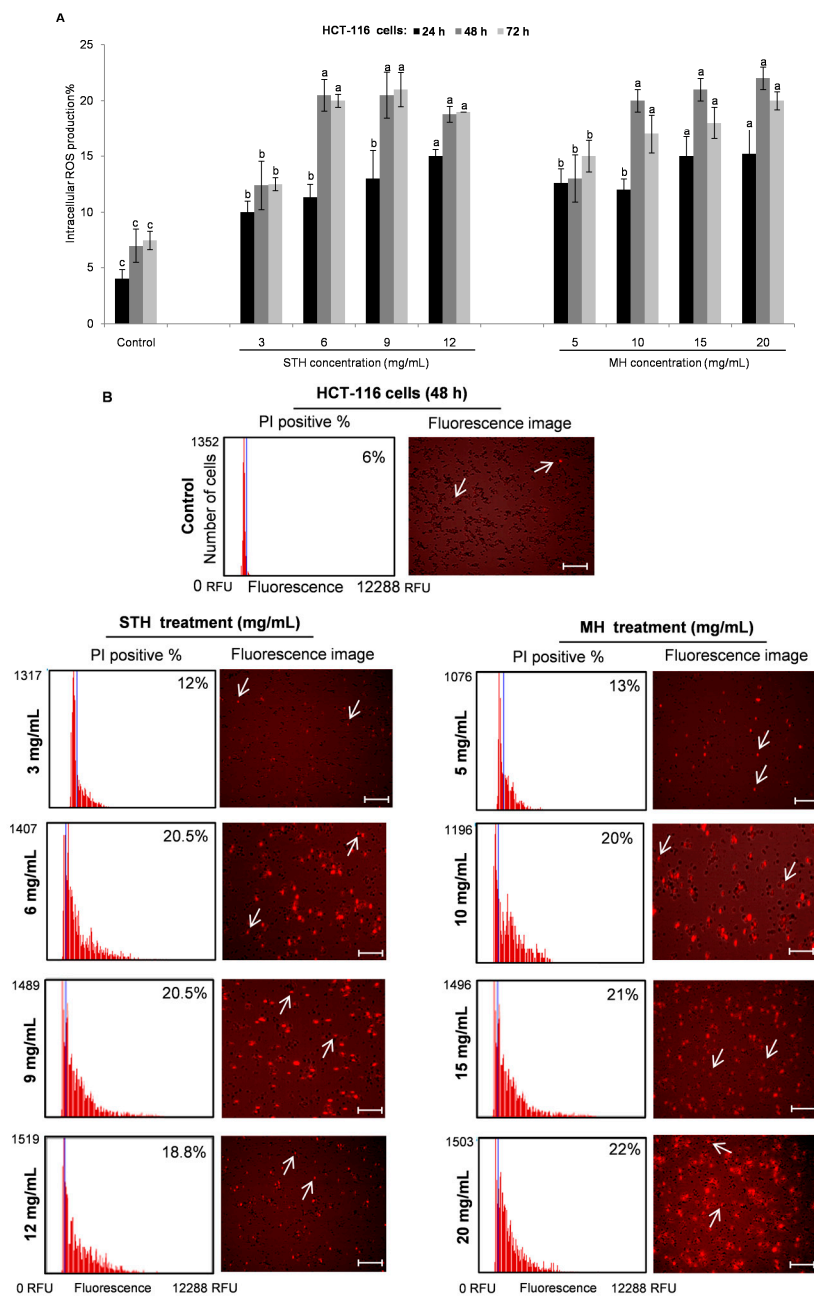 A
HCT-116 cells: ■ 24 h ■ 48 h ■ 72 h
Intracellular ROS production%
25
20
15
10
5
0
c c c
b b b
b a a
b a a
a a a
b b b
b a a
a a a
a a a
Control 3 6 9 12 5 10 15 20
STH concentration (mg/mL) MH concentration (mg/mL)
B
HCT-116 cells (48 h)
PI positive % Fluorescence image
Control
Number of cells
1352
6%
0 RFU Fluorescence 12288 RFU
STH treatment (mg/mL)
PI positive % Fluorescence image
3 mg/mL
1317
12%
6 mg/mL
1407
20.5%
9 mg/mL
1489
20.5%
12 mg/mL
1519
18.8%
0 RFU Fluorescence 12288 RFU
MH treatment (mg/mL)
PI positive % Fluorescence image
5 mg/mL
1076
13%
10 mg/mL
1196
20%
15 mg/mL
1496
21%
20 mg/mL
1503
22%
0 RFU Fluorescence 12288 RFU